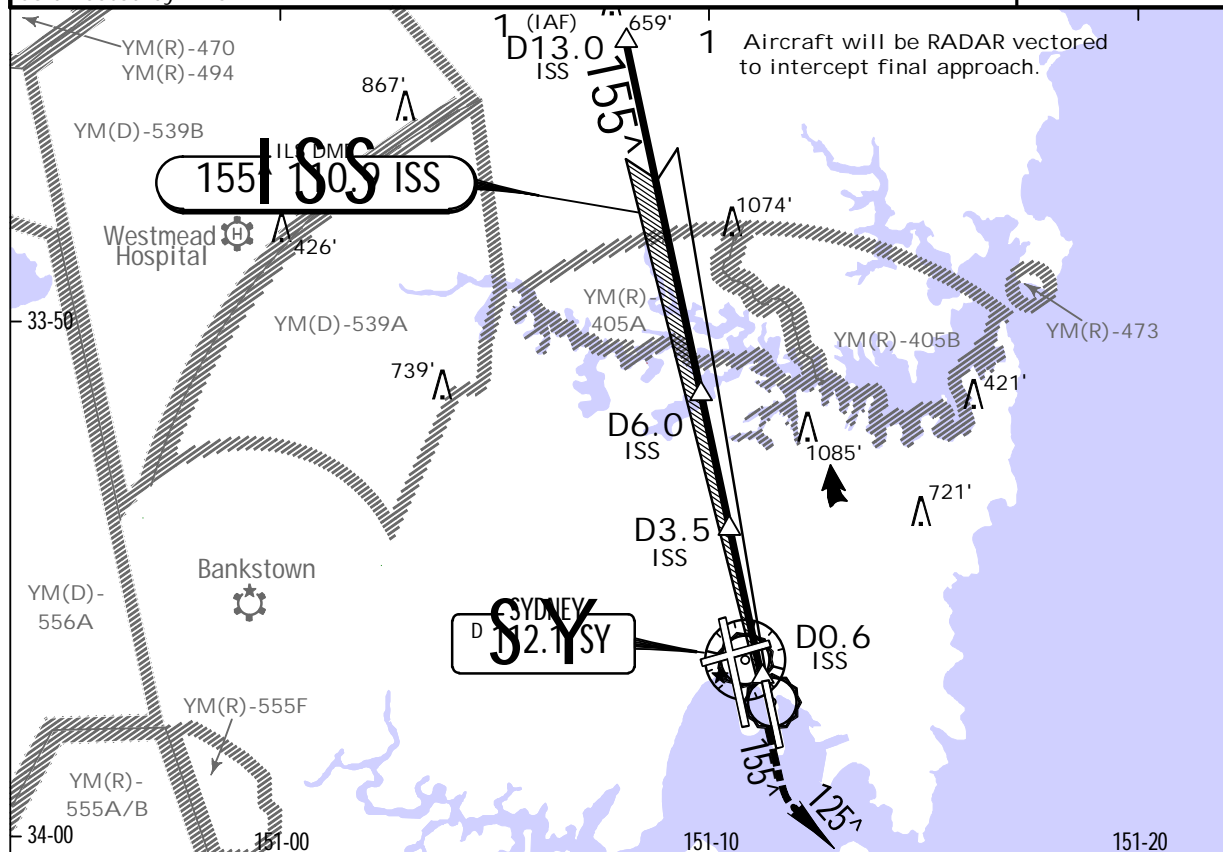 1 (IAF) 659'
D13.0
ISS
1
Aircraft will be RADAR vectored
to intercept final approach.
YM(R)-470
YM(R)-494
867'
155^
YM(D)-539B
ILS DME
155^ 110.9 ISS
ISS
1074'
Westmead
Hospital
H
426'
YM(R)-
405A
33-50
YM(D)-539A
YM(R)-473
YM(R)-405B
739'
421'
D6.0
ISS
1085'
721'
D3.5
ISS
Bankstown
YM(D)-
556A
SYDNEY
D 112.1 SY
S Y
D0.6
ISS
YM(R)-555F
155^
YM(R)-
555A/B
125^
34-00
151-00
151-10
151-20